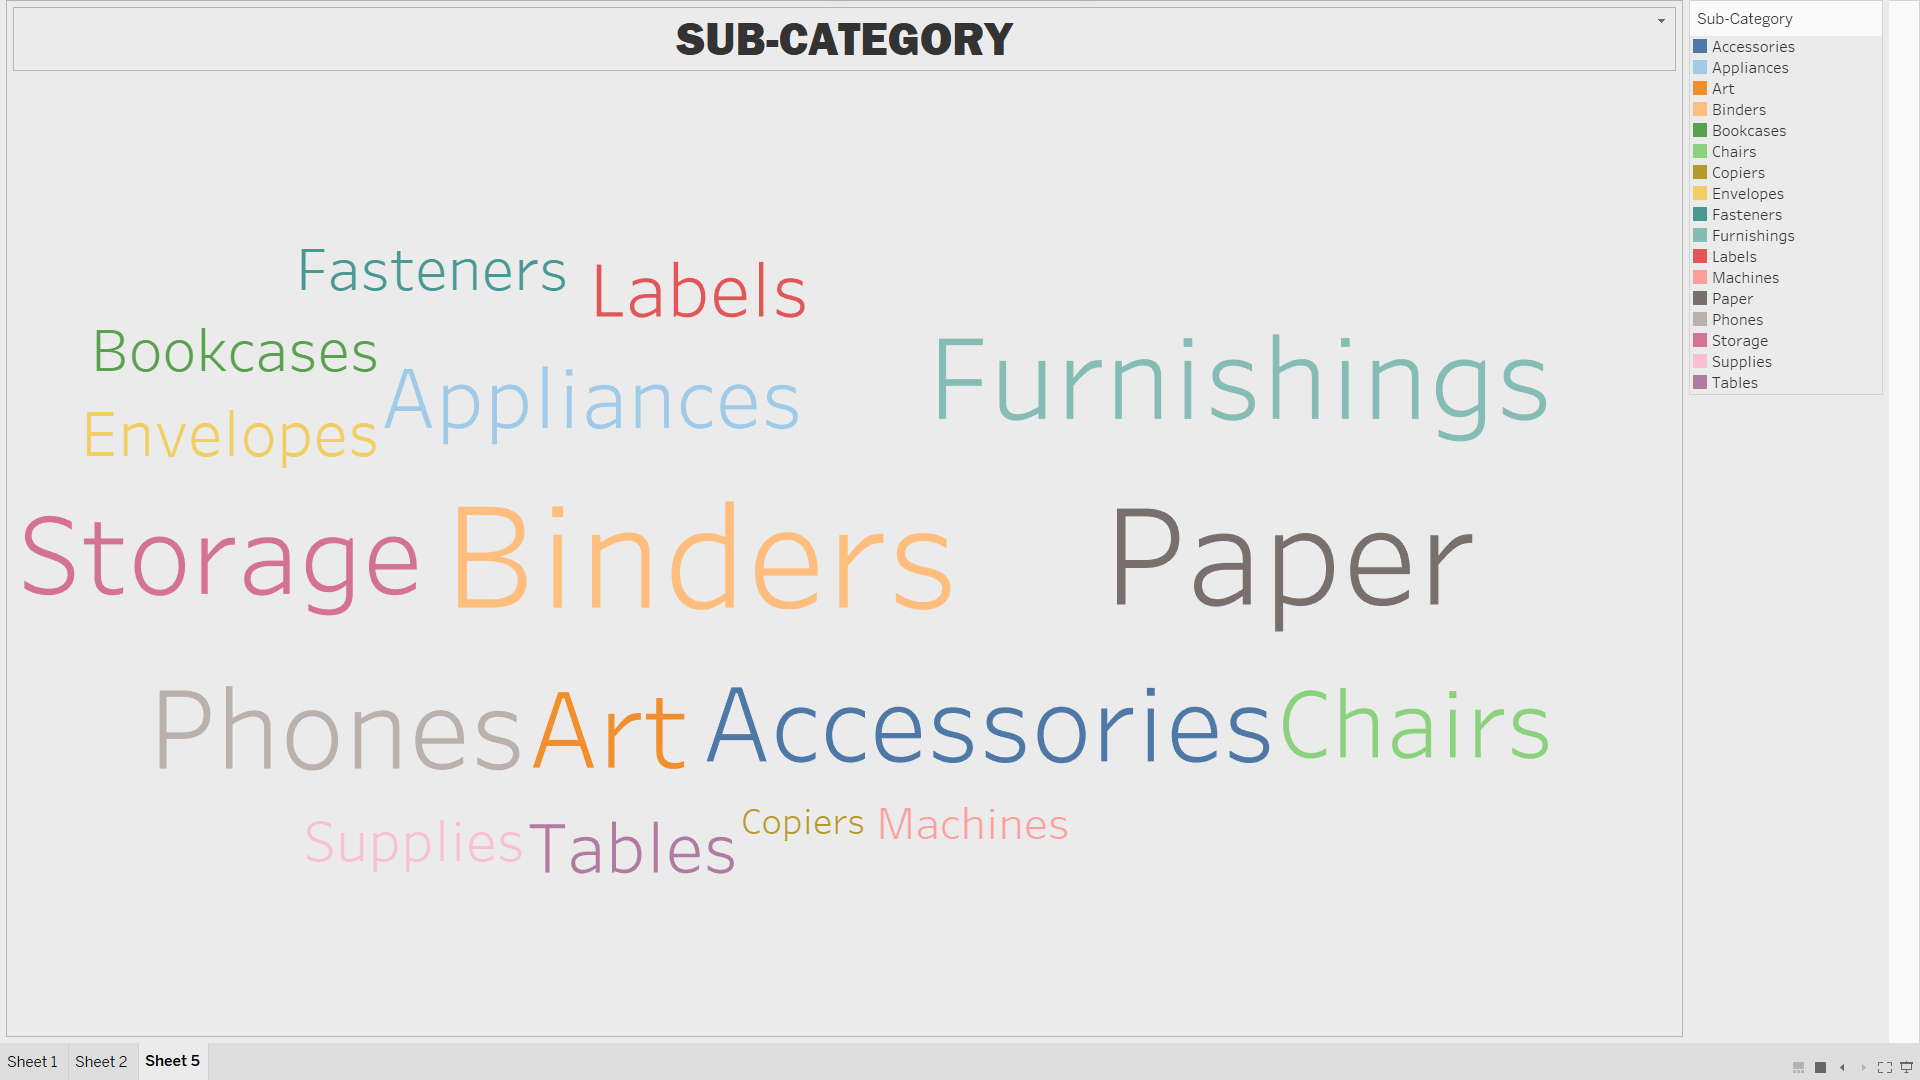 SUB-CATEGORY
Fasteners
Labels
Bookcases
Appliances
Furnishings
Envelopes
Storage
Binders
Paper
Phones
Art
Accessories
Chairs
Supplies
Tables
Copiers
Machines
Sub-Category
Accessories
Appliances
Art
Binders
Bookcases
Chairs
Copiers
Envelopes
Fasteners
Furnishings
Labels
Machines
Paper
Phones
Storage
Supplies
Tables
Sheet 1
Sheet 2
Sheet 5